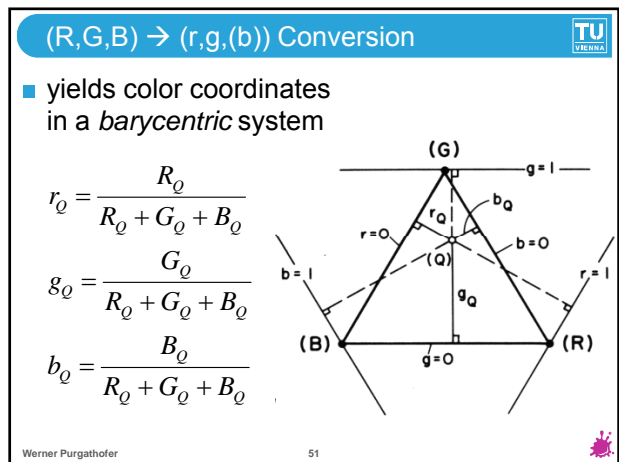 (R,G,B) → (r,g,(b)) Conversion
TU
VIENNA
yields color coordinates
in a barycentric system
r_Q = R_Q / (R_Q + G_Q + B_Q)
g_Q = G_Q / (R_Q + G_Q + B_Q)
b_Q = B_Q / (R_Q + G_Q + B_Q)
(G)
g=1
r_Q
b_Q
r=0
(Q)
b=0
b=1
g_Q
r=1
(B)
(R)
g=0
Werner Purgathofer
51